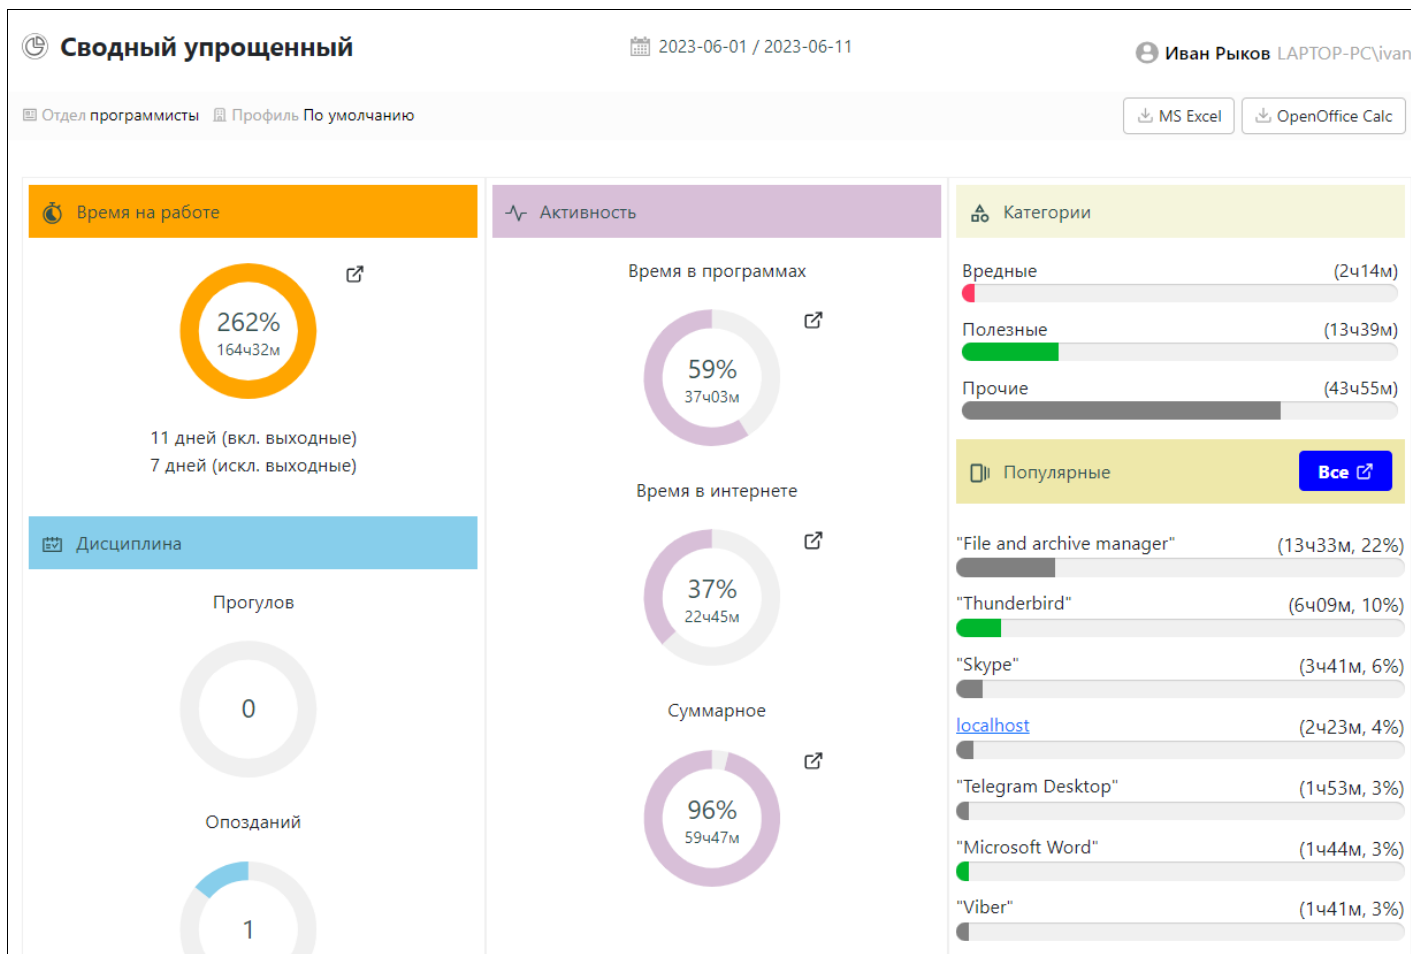 Сводный упрощенный
2023-06-01 / 2023-06-11
Иван Рыков LAPTOP-PC\ivan
Отдел программисты Профиль По умолчанию
MS Excel
OpenOffice Calc
Время на работе
262%
164ч32м
11 дней (вкл. выходные)
7 дней (искл. выходные)
Дисциплина
Прогулов
0
Опозданий
1
Активность
Время в программах
59%
37ч03м
Время в интернете
37%
22ч45м
Суммарное
96%
59ч47м
Категории
Вредные (2ч14м)
Полезные (13ч39м)
Прочие (43ч55м)
Популярные
Все
"File and archive manager" (13ч33м, 22%)
"Thunderbird" (6ч09м, 10%)
"Skype" (3ч41м, 6%)
localhost (2ч23м, 4%)
"Telegram Desktop" (1ч53м, 3%)
"Microsoft Word" (1ч44м, 3%)
"Viber" (1ч41м, 3%)